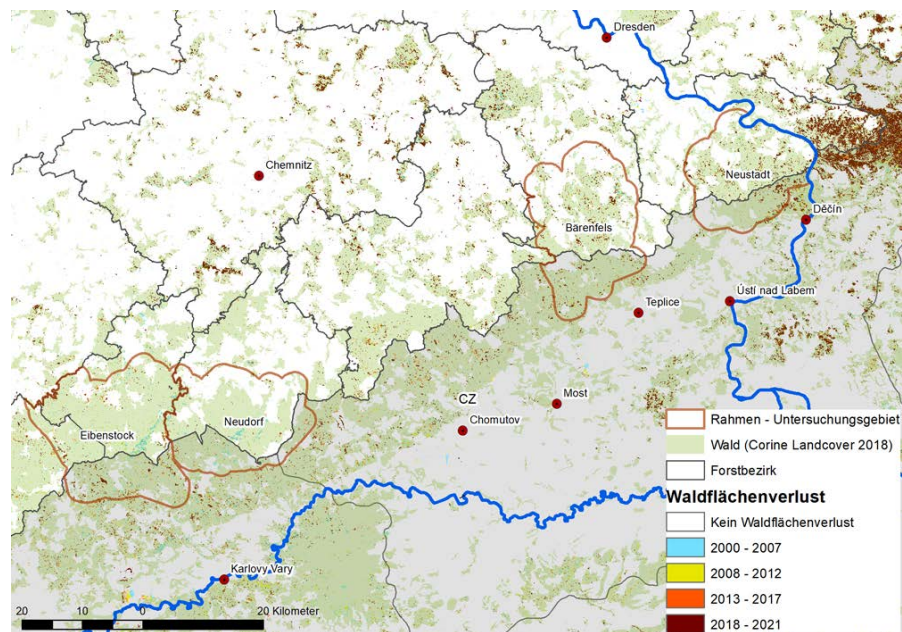 Dresden
Chemnitz
Neustadt
Bärenfels
Děčín
Ústí nad Labem
Teplice
CZ
Most
Chomutov
Eibenstock
Neudorf
Karlovy Vary
20 10 0 20 Kilometer
Rahmen - Untersuchungsgebiet
Wald (Corine Landcover 2018)
Forstbezirk
Waldflächenverlust
Kein Waldflächenverlust
2000 - 2007
2008 - 2012
2013 - 2017
2018 - 2021